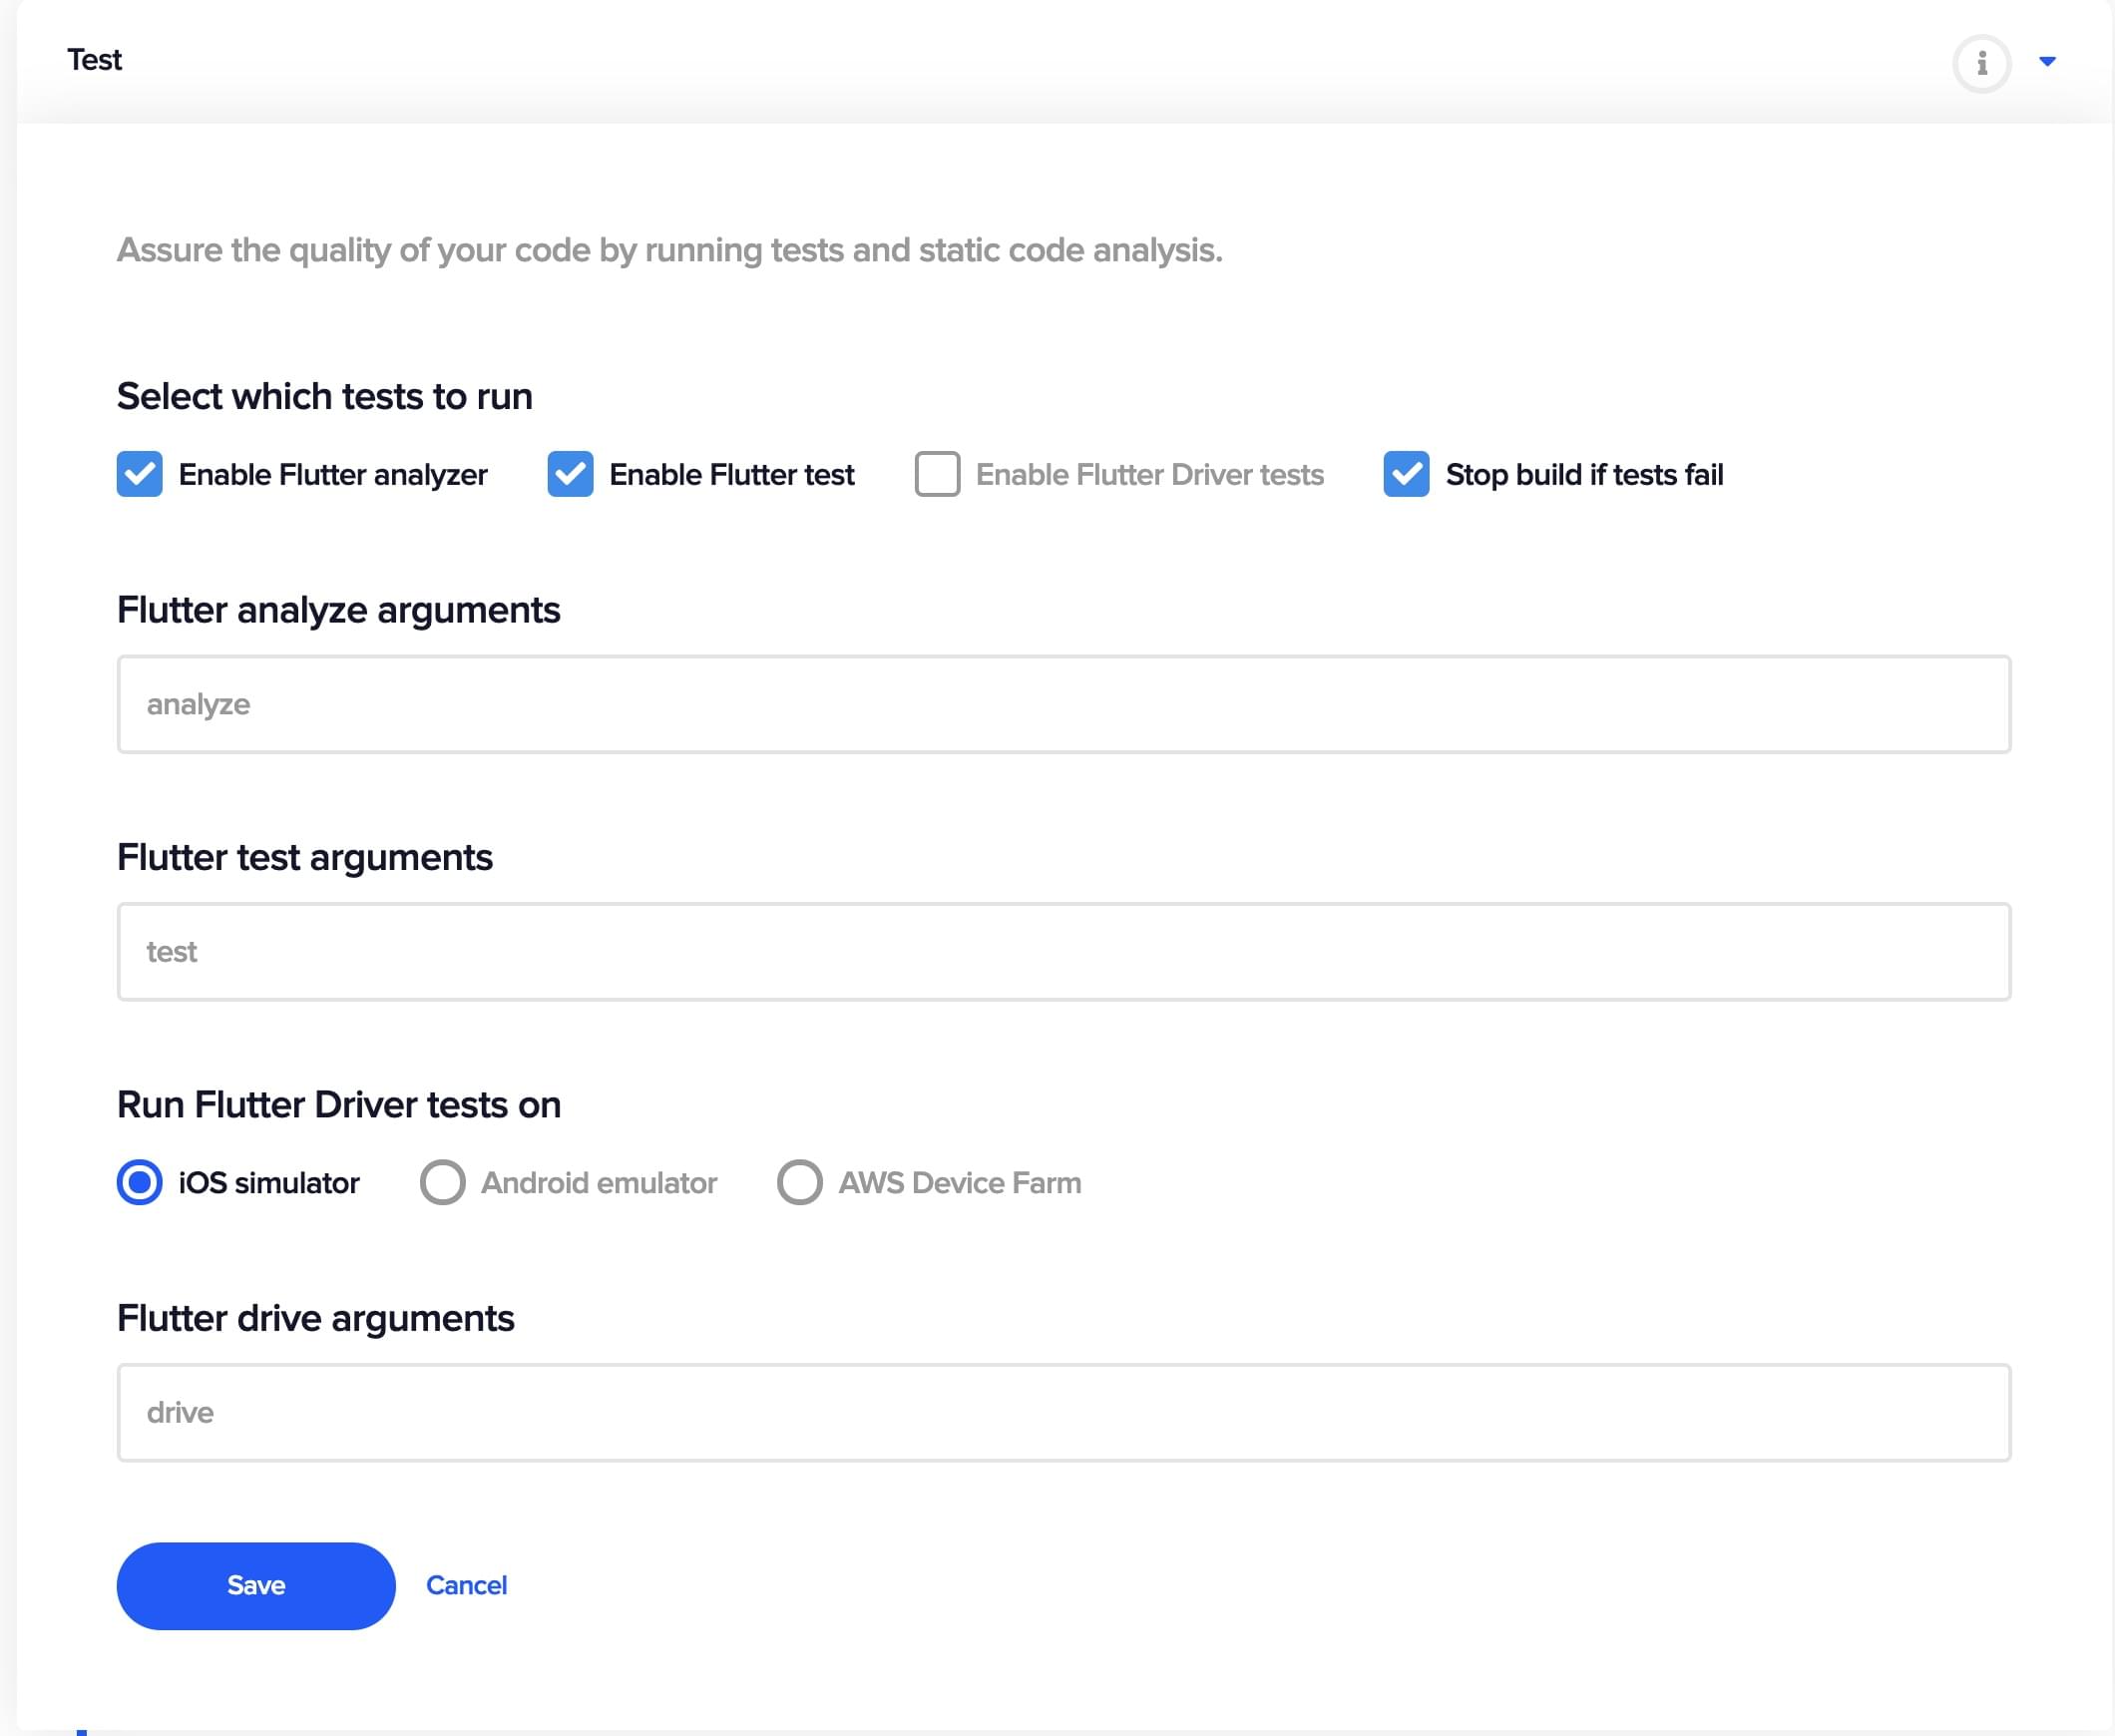 Test
Assure the quality of your code by running tests and static code analysis.
Select which tests to run
Enable Flutter analyzer Enable Flutter test Enable Flutter Driver tests Stop build if tests fail
Flutter analyze arguments
analyze
Flutter test arguments
test
Run Flutter Driver tests on
iOS simulator Android emulator AWS Device Farm
Flutter drive arguments
drive
Save Cancel